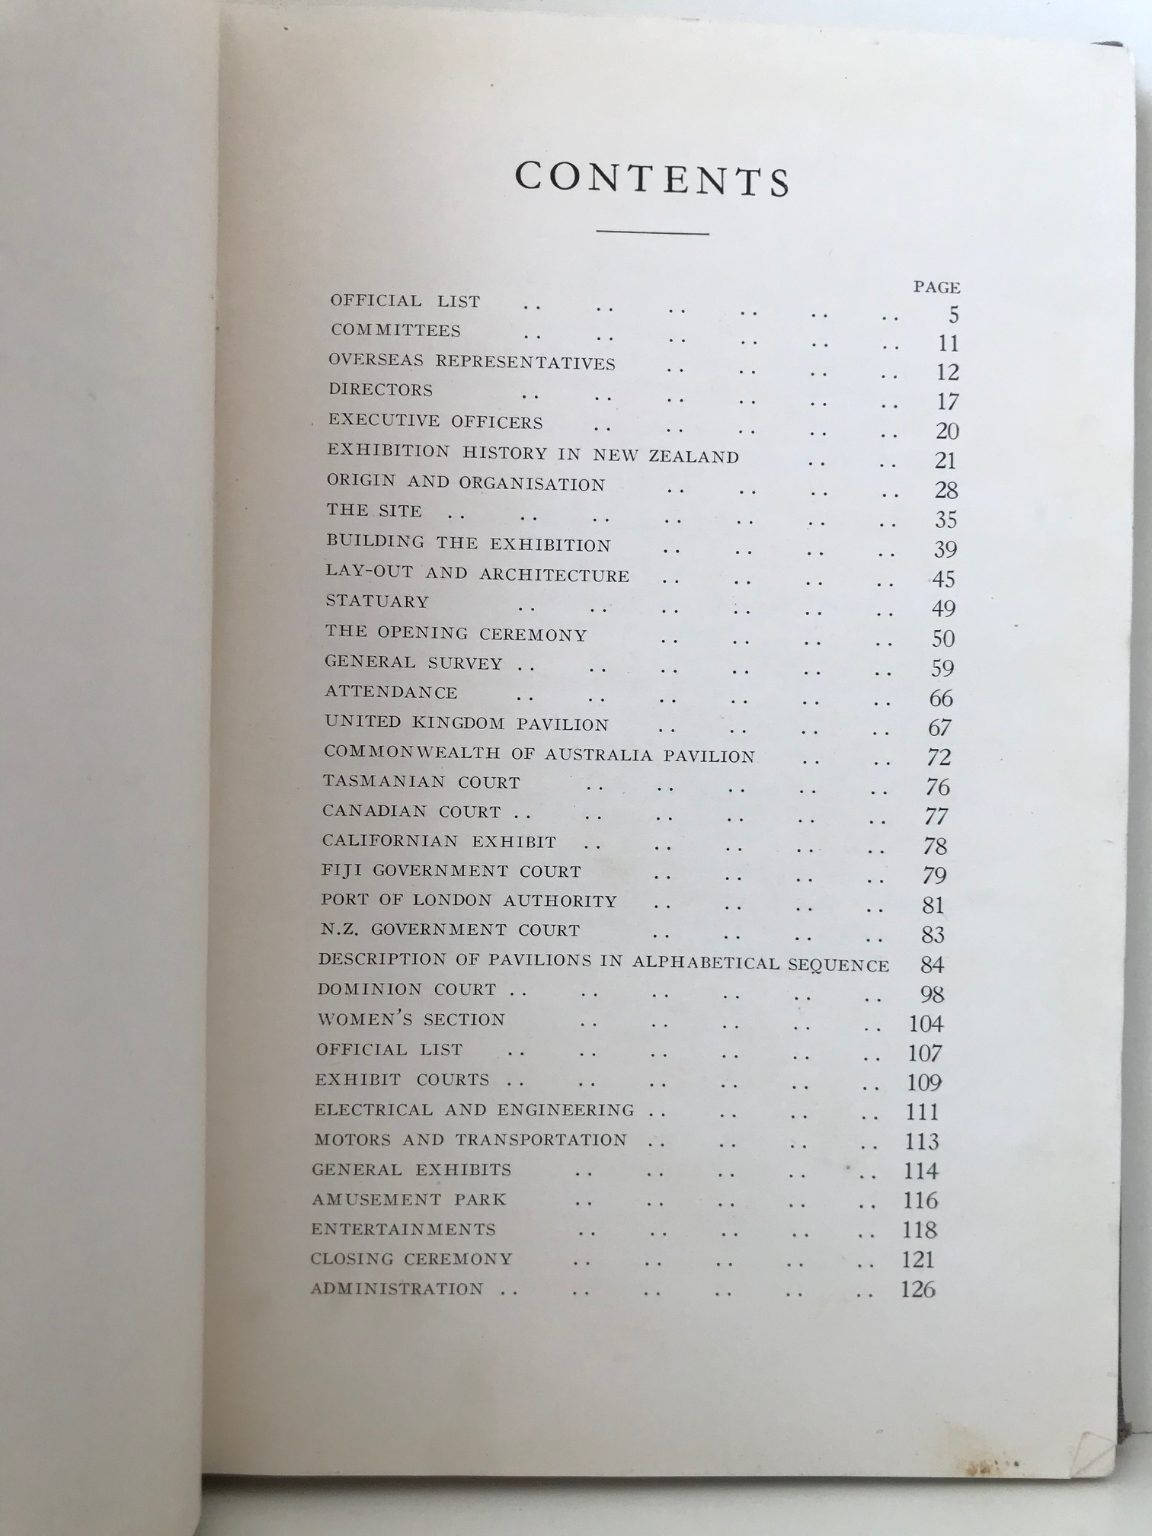 CONTENTS
PAGE
OFFICIAL LIST .. .. .. .. .. .. 5
COMMITTEES .. .. .. .. .. .. 11
OVERSEAS REPRESENTATIVES .. .. .. .. 12
DIRECTORS .. .. .. .. .. .. 17
EXECUTIVE OFFICERS .. .. .. .. .. 20
EXHIBITION HISTORY IN NEW ZEALAND .. .. 21
ORIGIN AND ORGANISATION .. .. .. .. 28
THE SITE .. .. .. .. .. .. .. 35
BUILDING THE EXHIBITION .. .. .. .. 39
LAY-OUT AND ARCHITECTURE .. .. .. .. 45
STATUARY .. .. .. .. .. .. 49
THE OPENING CEREMONY .. .. .. .. 50
GENERAL SURVEY .. .. .. .. .. .. 59
ATTENDANCE .. .. .. .. .. .. 66
UNITED KINGDOM PAVILION .. .. .. .. 67
COMMONWEALTH OF AUSTRALIA PAVILION .. .. 72
TASMANIAN COURT .. .. .. .. .. 76
CANADIAN COURT .. .. .. .. .. .. 77
CALIFORNIAN EXHIBIT .. .. .. .. .. 78
FIJI GOVERNMENT COURT .. .. .. .. 79
PORT OF LONDON AUTHORITY .. .. .. .. 81
N.Z. GOVERNMENT COURT .. .. .. .. 83
DESCRIPTION OF PAVILIONS IN ALPHABETICAL SEQUENCE 84
DOMINION COURT .. .. .. .. .. .. 98
WOMEN'S SECTION .. .. .. .. .. 104
OFFICIAL LIST .. .. .. .. .. .. 107
EXHIBIT COURTS .. .. .. .. .. .. 109
ELECTRICAL AND ENGINEERING .. .. .. .. 111
MOTORS AND TRANSPORTATION .. .. .. .. 113
GENERAL EXHIBITS .. .. .. .. .. 114
AMUSEMENT PARK .. .. .. .. .. 116
ENTERTAINMENTS .. .. .. .. .. 118
CLOSING CEREMONY .. .. .. .. .. 121
ADMINISTRATION .. .. .. .. .. .. 126